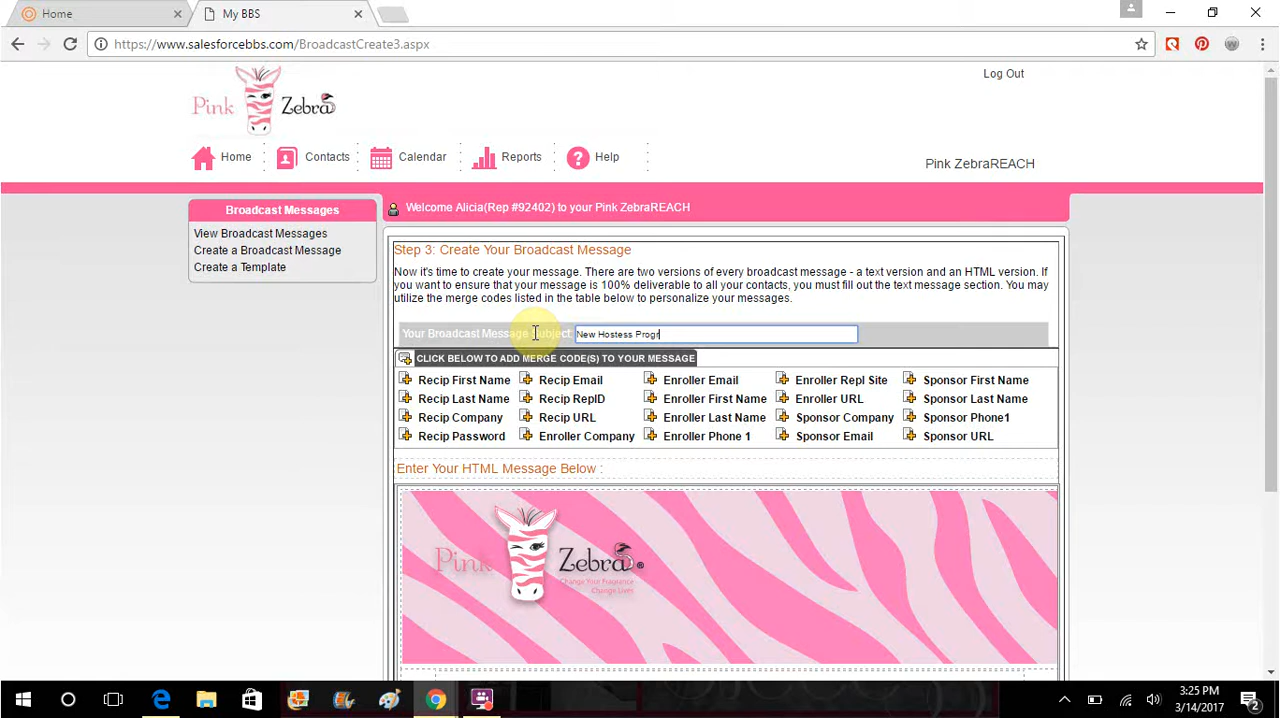 Home
My BBS
https://www.salesforcebbs.com/BroadcastCreate3.aspx
Log Out
Pink Zebra
Home
Contacts
Calendar
Reports
Help
Pink ZebraREACH
Broadcast Messages
View Broadcast Messages
Create a Broadcast Message
Create a Template
Welcome Alicia(Rep #92402) to your Pink ZebraREACH
Step 3: Create Your Broadcast Message
Now it's time to create your message. There are two versions of every broadcast message - a text version and an HTML version. If
you want to ensure that your message is 100% deliverable to all your contacts, you must fill out the text message section. You may
utilize the merge codes listed in the table below to personalize your messages.
Your Broadcast Message Subject: New Hostess Progr
CLICK BELOW TO ADD MERGE CODE(S) TO YOUR MESSAGE
Recip First Name Recip Email Enroller Email Enroller Repl Site Sponsor First Name
Recip Last Name Recip RepID Enroller First Name Enroller URL Sponsor Last Name
Recip Company Recip URL Enroller Last Name Sponsor Company Sponsor Phone1
Recip Password Enroller Company Enroller Phone 1 Sponsor Email Sponsor URL
Enter Your HTML Message Below :
Pink Zebra®
Change Your Fragrance
Change Lives
3:25 PM
3/14/2017
2